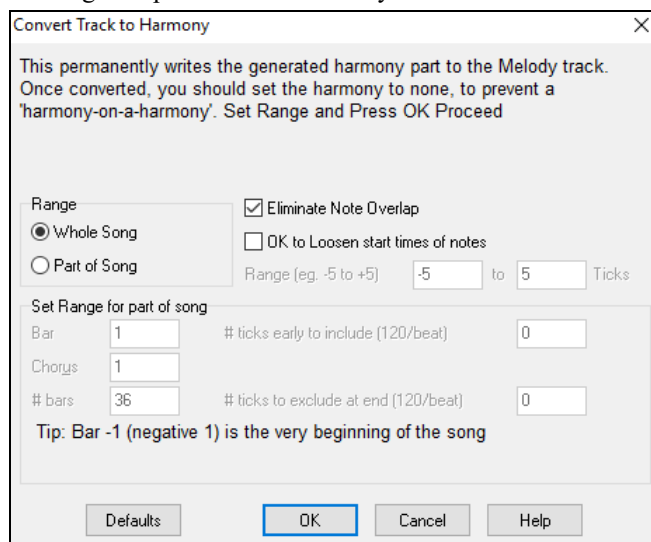 Convert Track to Harmony
This permanently writes the generated harmony part to the Melody track.
Once converted, you should set the harmony to none, to prevent a
'harmony-on-a-harmony'. Set Range and Press OK Proceed
Range
Whole Song
Part of Song
Eliminate Note Overlap
OK to Loosen start times of notes
Range (eg. -5 to +5) -5 to 5 Ticks
Set Range for part of song
Bar 1 # ticks early to include (120/beat) 0
Chorus 1
# bars 36 # ticks to exclude at end (120/beat) 0
Tip: Bar -1 (negative 1) is the very beginning of the song
Defaults OK Cancel Help